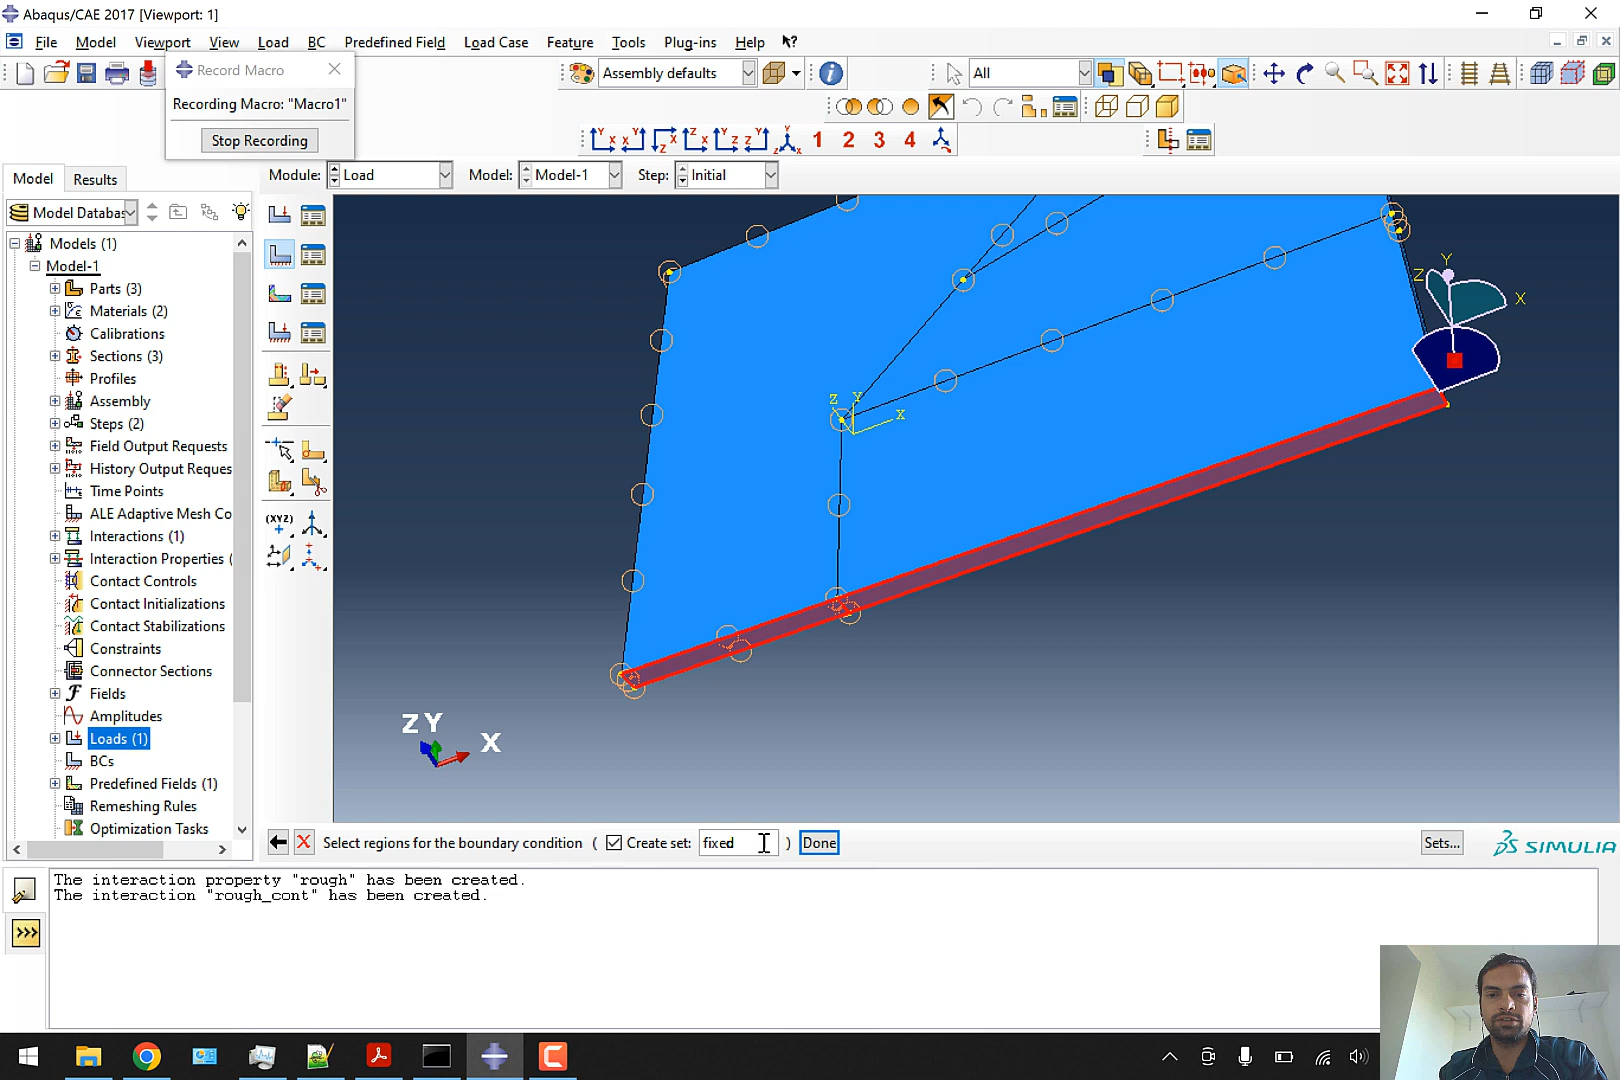 Abaqus/CAE 2017 [Viewport: 1]
File Model Viewport View Load BC Predefined Field Load Case Feature Tools Plug-ins Help
Record Macro
Recording Macro: "Macro1"
Stop Recording
Assembly defaults
All
1 2 3 4
Model Results
Module: Load Model: Model-1 Step: Initial
Model Databas
Models (1)
Model-1
Parts (3)
Materials (2)
Calibrations
Sections (3)
Profiles
Assembly
Steps (2)
Field Output Requests
History Output Reques
Time Points
ALE Adaptive Mesh Co
Interactions (1)
Interaction Properties (
Contact Controls
Contact Initializations
Contact Stabilizations
Constraints
Connector Sections
Fields
Amplitudes
Loads (1)
BCs
Predefined Fields (1)
Remeshing Rules
Optimization Tasks
(XYZ)
Z Y X
Z Y X
Z Y X
Select regions for the boundary condition ( Create set: fixed ) Done
Sets...
SIMULIA
The interaction property "rough" has been created.
The interaction "rough_cont" has been created.
>>>